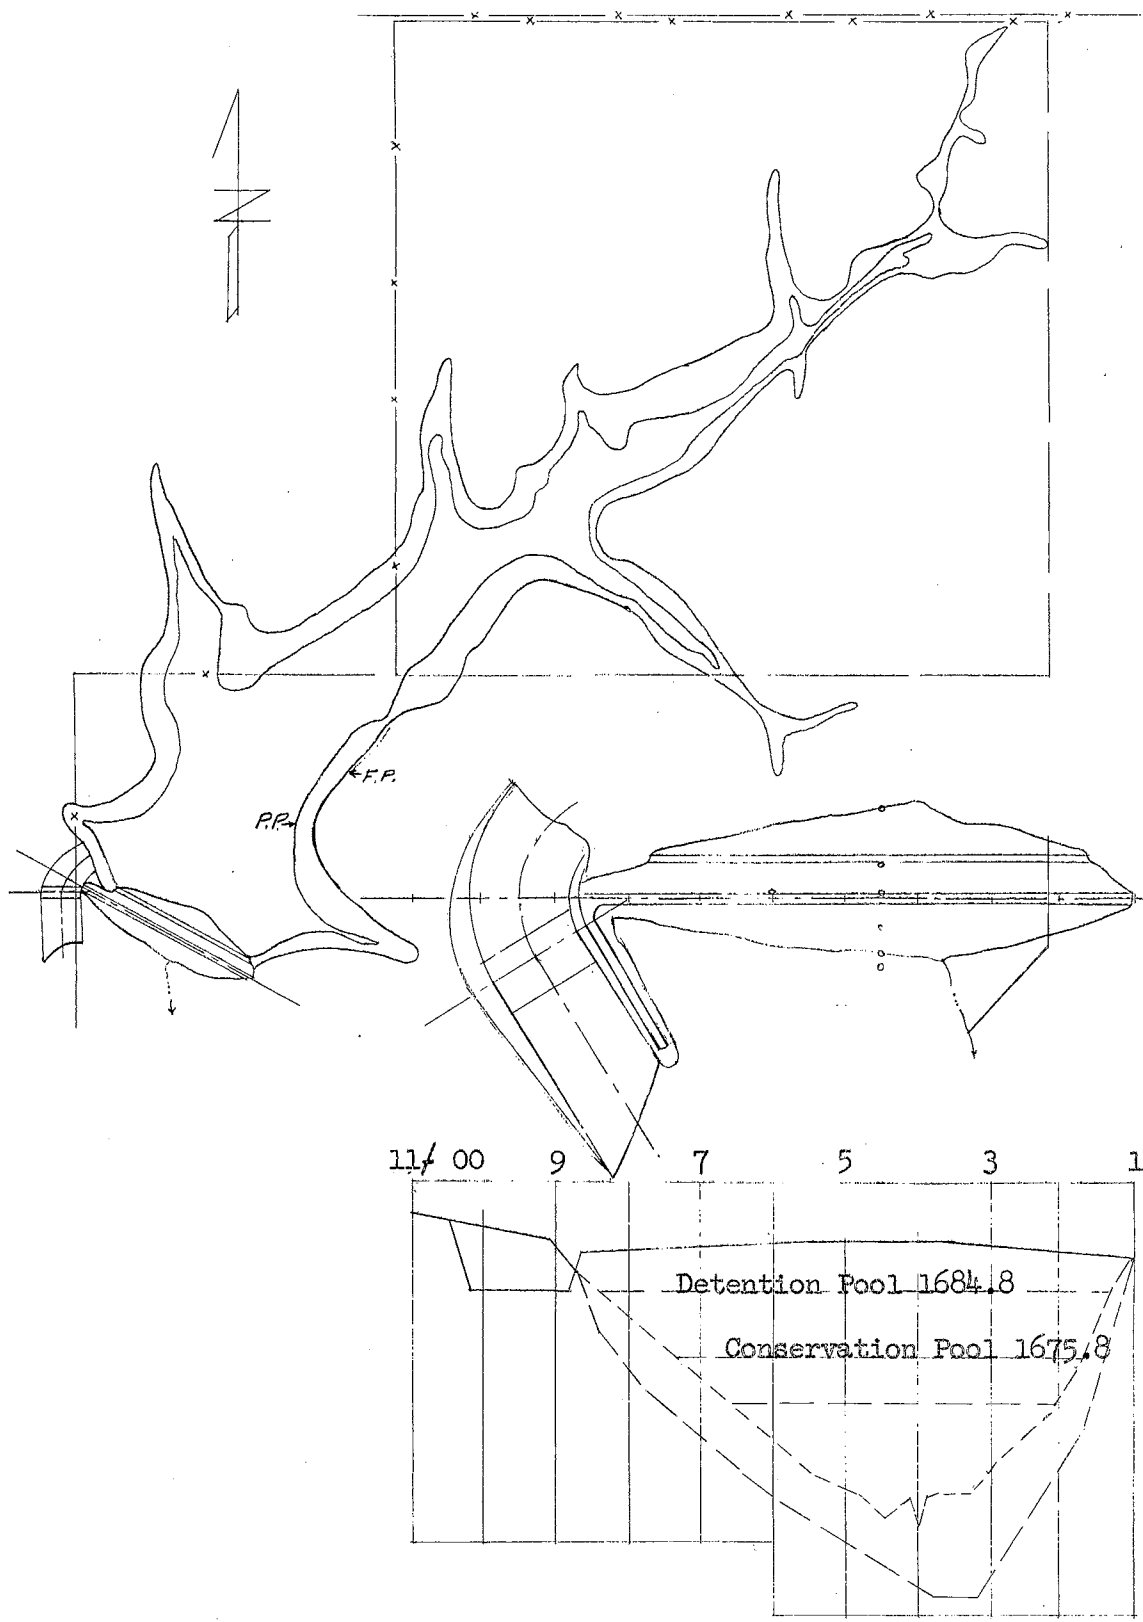 N
F.P.
P.P.
11+00 9 7 5 3 1
Detention Pool 1684.8
Conservation Pool 1675.8